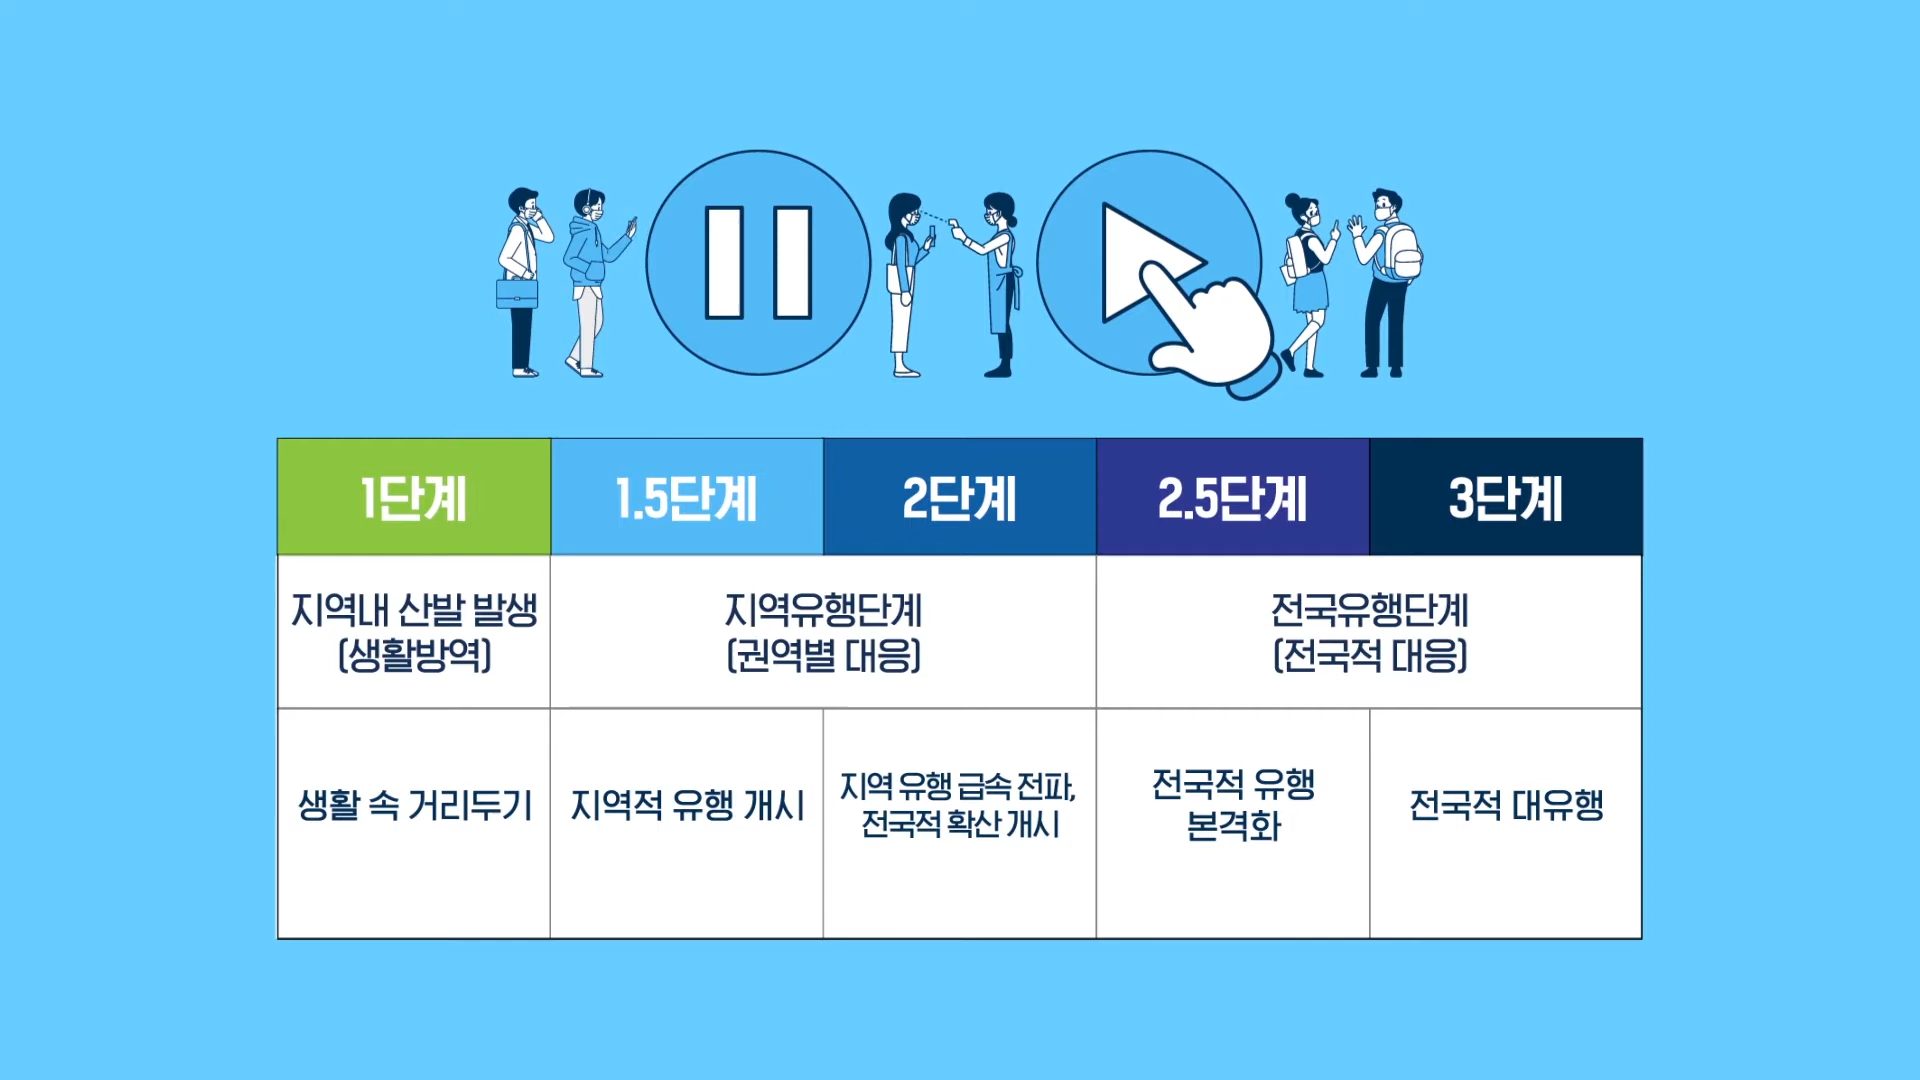 1단계
1.5단계
2단계
2.5단계
3단계
지역내 산발 발생
(생활방역)
지역유행단계
(권역별 대응)
전국유행단계
(전국적 대응)
생활 속 거리두기
지역적 유행 개시
지역 유행 급속 전파,
전국적 확산 개시
전국적 유행
본격화
전국적 대유행